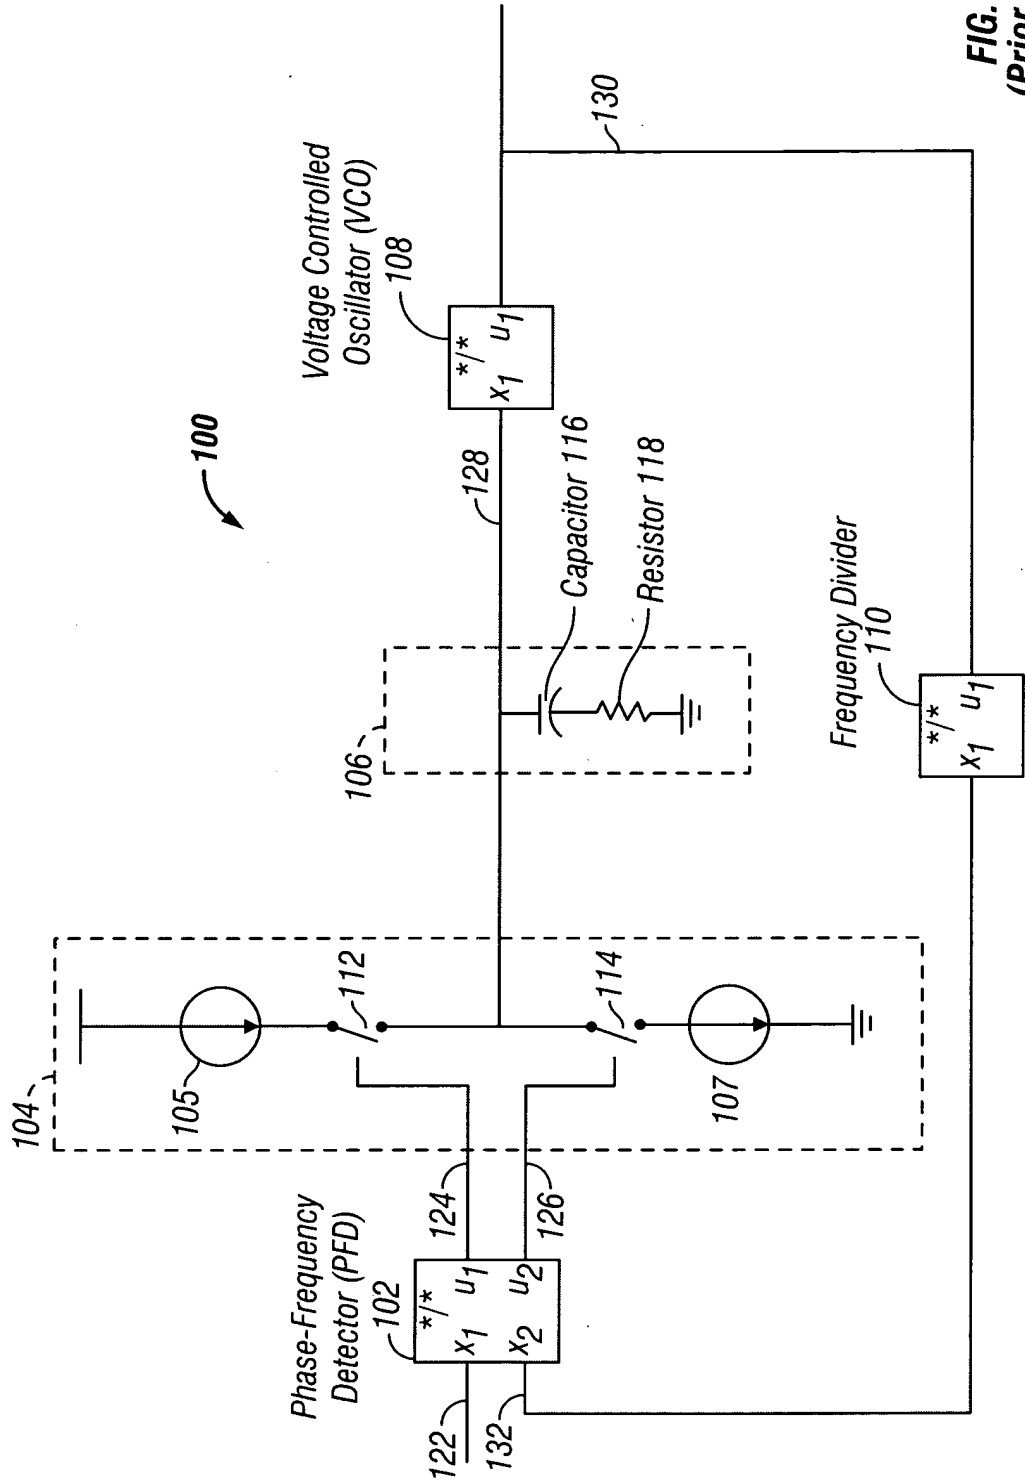 FIG.
(Prior
100
Voltage Controlled
Oscillator (VCO)
108
*/*
x1 u1
130
128
106
Capacitor 116
Resistor 118
104
105
112
114
107
Phase-Frequency
Detector (PFD)
102
*/*
x1 u1
x2 u2
124
126
122
132
Frequency Divider
110
*/*
x1 u1